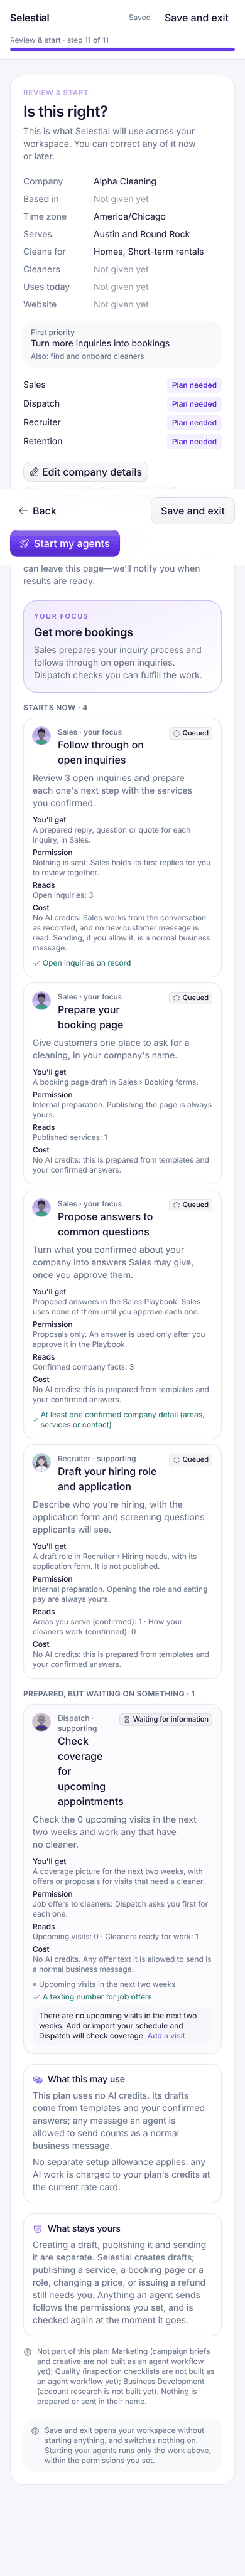 Selestial
Saved
Save and exit
Review & start · step 11 of 11
REVIEW & START
Is this right?
This is what Selestial will use across your
workspace. You can correct any of it now
or later.
Company Alpha Cleaning
Based in Not given yet
Time zone America/Chicago
Serves Austin and Round Rock
Cleans for Homes, Short-term rentals
Cleaners Not given yet
Uses today Not given yet
Website Not given yet
First priority
Turn more inquiries into bookings
Also: find and onboard cleaners
Sales Plan needed
Dispatch Plan needed
Recruiter Plan needed
Retention Plan needed
Edit company details
Back
Save and exit
Start my agents
can leave this page—we'll notify you when
results are ready.
YOUR FOCUS
Get more bookings
Sales prepares your inquiry process and
follows through on open inquiries.
Dispatch checks you can fulfill the work.
STARTS NOW · 4
Sales · your focus
Queued
Follow through on
open inquiries
Review 3 open inquiries and prepare
each one's next step with the services
you confirmed.
You'll get
A prepared reply, question or quote for each
inquiry, in Sales.
Permission
Nothing is sent: Sales holds its first replies for you
to review together.
Reads
Open inquiries: 3
Cost
No AI credits: Sales works from the conversation
as recorded, and no new customer message is
read. Sending, if you allow it, is a normal business
message.
Open inquiries on record
Sales · your focus
Queued
Prepare your
booking page
Give customers one place to ask for a
cleaning, in your company's name.
You'll get
A booking page draft in Sales › Booking forms.
Permission
Internal preparation. Publishing the page is always
yours.
Reads
Published services: 1
Cost
No AI credits: this is prepared from templates and
your confirmed answers.
Sales · your focus
Queued
Propose answers to
common questions
Turn what you confirmed about your
company into answers Sales may give,
once you approve them.
You'll get
Proposed answers in the Sales Playbook. Sales
uses none of them until you approve each one.
Permission
Proposals only. An answer is used only after you
approve it in the Playbook.
Reads
Confirmed company facts: 3
Cost
No AI credits: this is prepared from templates and
your confirmed answers.
At least one confirmed company detail (areas,
services or contact)
Recruiter · supporting
Queued
Draft your hiring role
and application
Describe who you're hiring, with the
application form and screening questions
applicants will see.
You'll get
A draft role in Recruiter › Hiring needs, with its
application form. It is not published.
Permission
Internal preparation. Opening the role and setting
pay are always yours.
Reads
Areas you serve (confirmed): 1 · How your
cleaners work (confirmed): 0
Cost
No AI credits: this is prepared from templates and
your confirmed answers.
PREPARED, BUT WAITING ON SOMETHING · 1
Dispatch ·
supporting
Waiting for information
Check
coverage
for
upcoming
appointments
Check the 0 upcoming visits in the next
two weeks and work any that have
no cleaner.
You'll get
A coverage picture for the next two weeks, with
offers or proposals for visits that need a cleaner.
Permission
Job offers to cleaners: Dispatch asks you first for
each one.
Reads
Upcoming visits: 0 · Cleaners ready for work: 1
Cost
No AI credits. Any offer text it is allowed to send is
a normal business message.
Upcoming visits in the next two weeks
A texting number for job offers
There are no upcoming visits in the next two
weeks. Add or import your schedule and
Dispatch will check coverage. Add a visit
What this may use
This plan uses no AI credits. Its drafts
come from templates and your confirmed
answers; any message an agent is
allowed to send counts as a normal
business message.
No separate setup allowance applies: any
AI work is charged to your plan's credits at
the current rate card.
What stays yours
Creating a draft, publishing it and sending
it are separate. Selestial creates drafts;
publishing a service, a booking page or a
role, changing a price, or issuing a refund
still needs you. Anything an agent sends
follows the permissions you set, and is
checked again at the moment it goes.
Not part of this plan: Marketing (campaign briefs
and creative are not built as an agent workflow
yet); Quality (inspection checklists are not built as
an agent workflow yet); Business Development
(account research is not built yet). Nothing is
prepared or sent in their name.
Save and exit opens your workspace without
starting anything, and switches nothing on.
Starting your agents runs only the work above,
within the permissions you set.